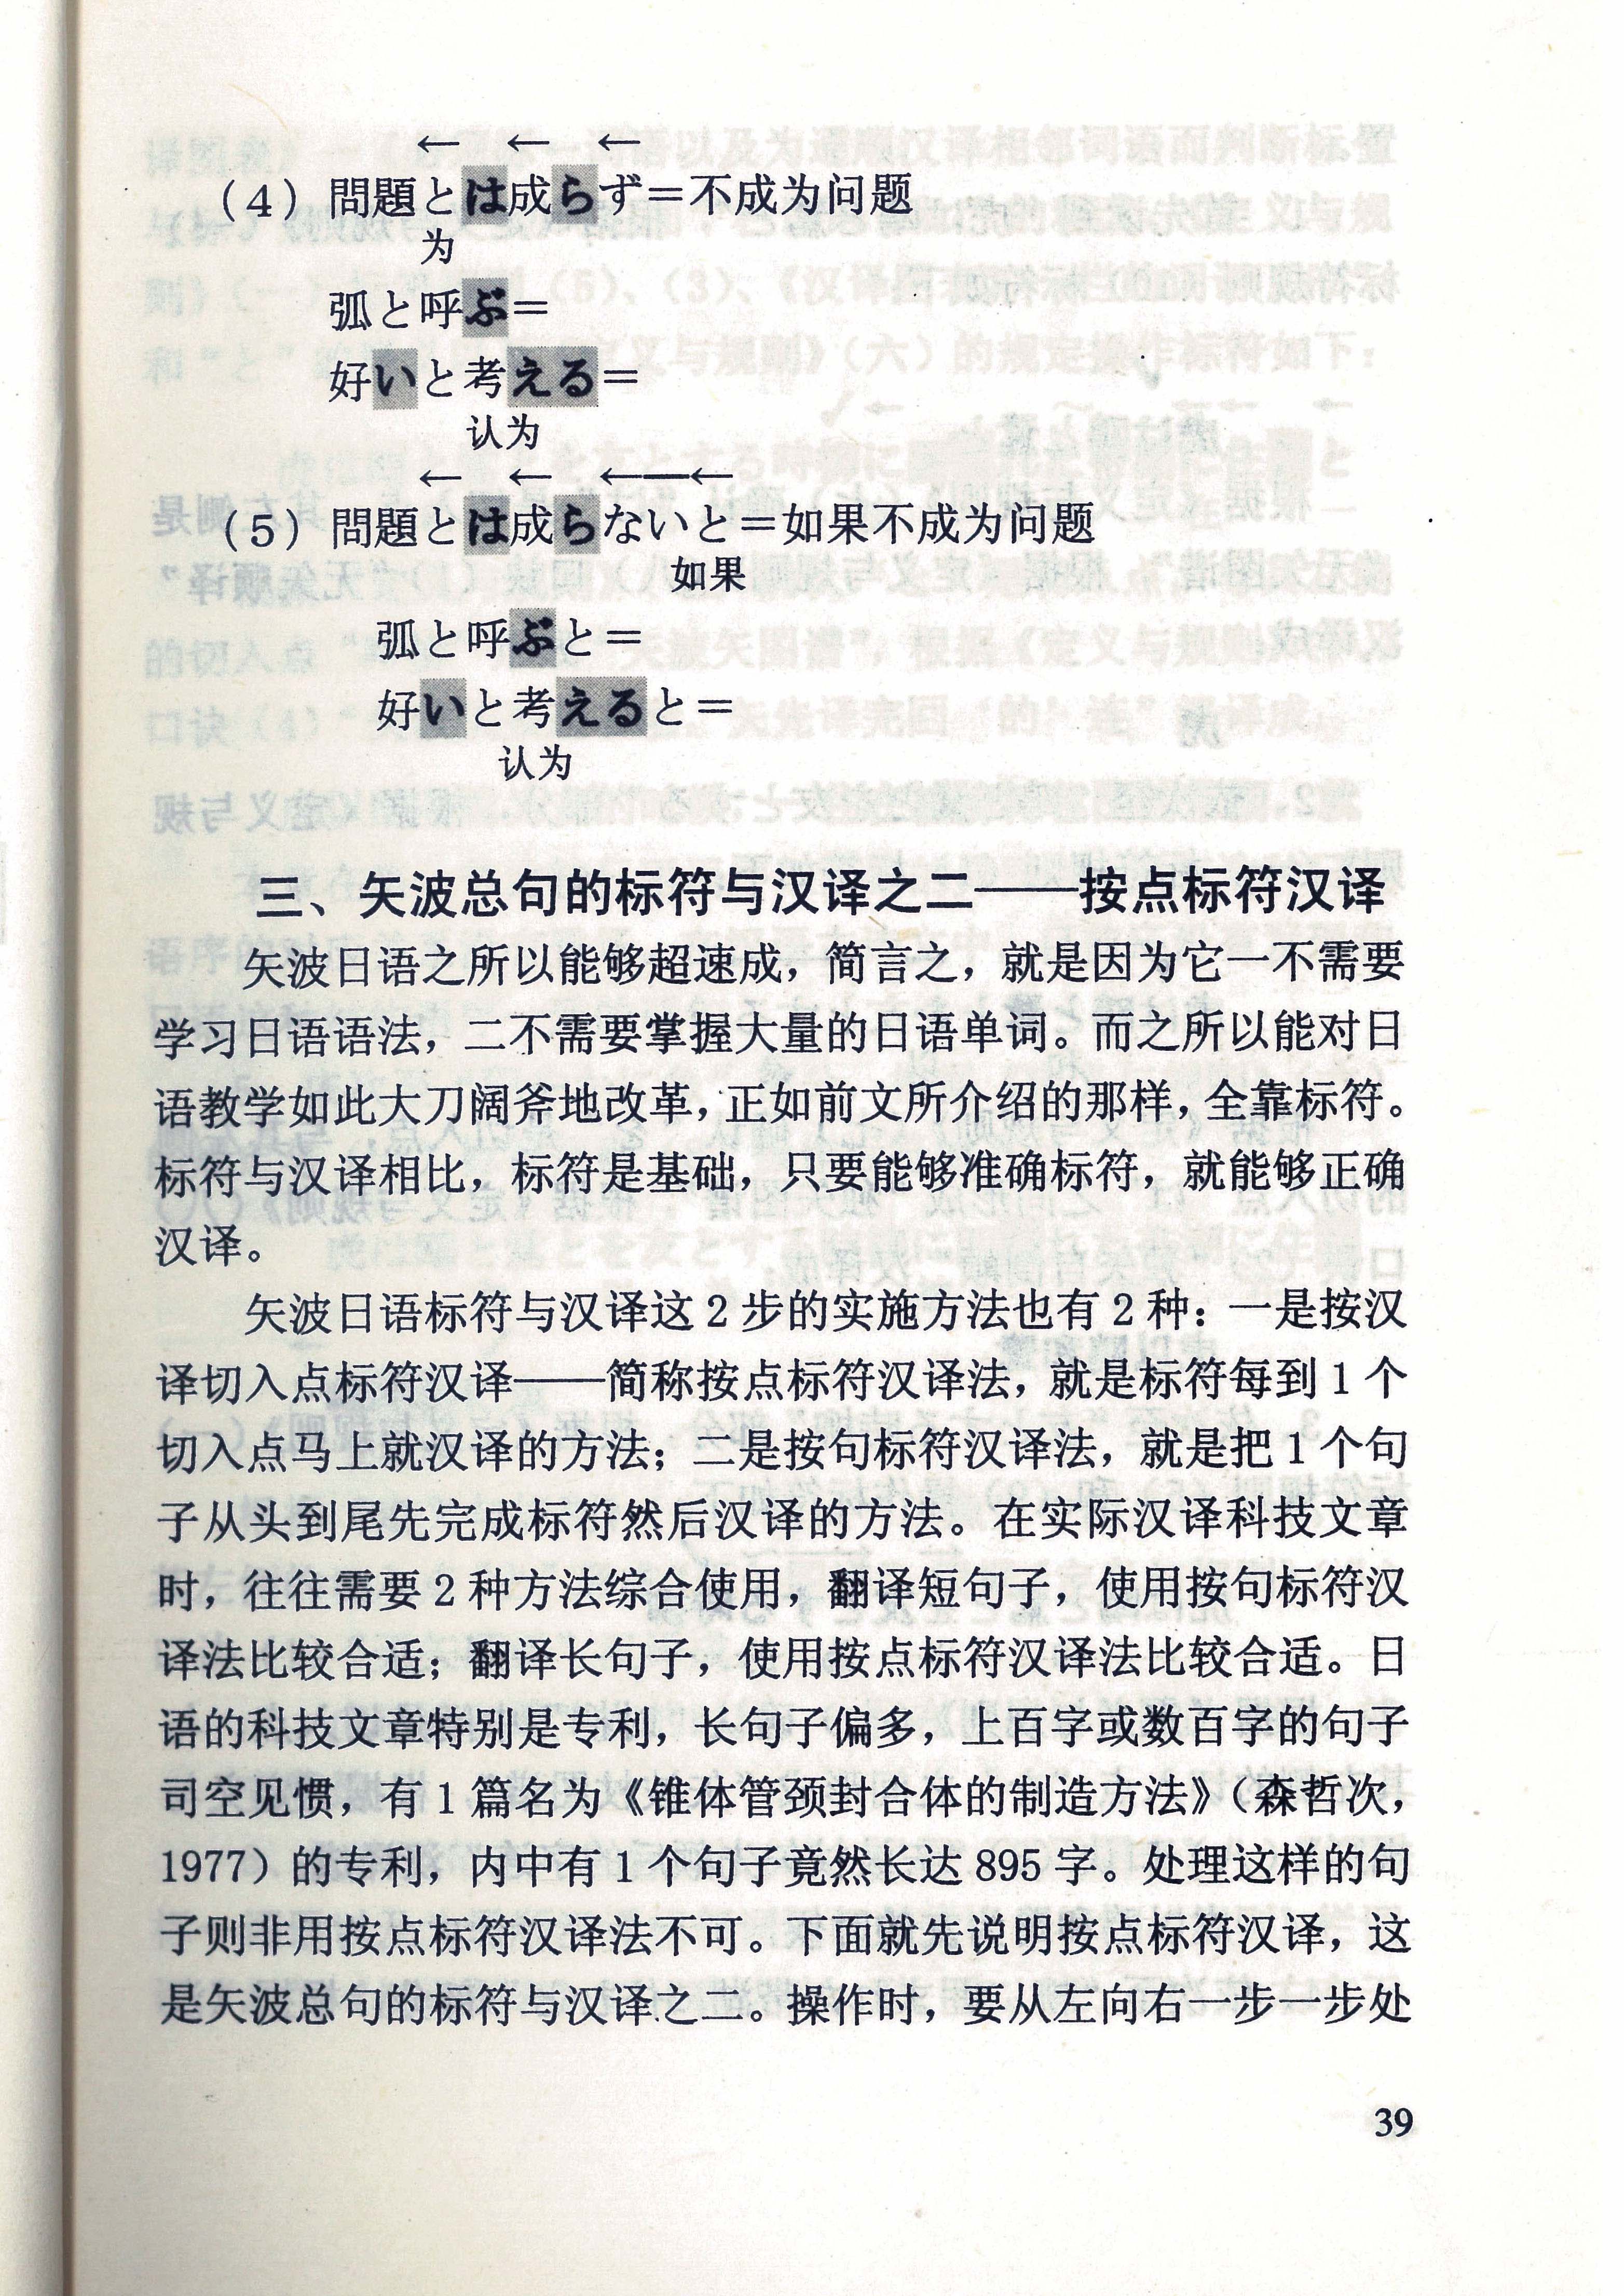 ← ← ←
（4）問題とは成らず＝不成为问题
为
弧と呼ぶ＝
好いと考える＝
认为
← ← ←—←
（5）問題とは成らないと＝如果不成为问题
如果
弧と呼ぶと＝
好いと考えると＝
认为
三、矢波总句的标符与汉译之二——按点标符汉译
矢波日语之所以能够超速成，简言之，就是因为它一不需要
学习日语语法，二不需要掌握大量的日语单词。而之所以能对日
语教学如此大刀阔斧地改革，正如前文所介绍的那样，全靠标符。
标符与汉译相比，标符是基础，只要能够准确标符，就能够正确
汉译。
矢波日语标符与汉译这2步的实施方法也有2种：一是按汉
译切入点标符汉译——简称按点标符汉译法，就是标符每到1个
切入点马上就汉译的方法；二是按句标符汉译法，就是把1个句
子从头到尾先完成标符然后汉译的方法。在实际汉译科技文章
时，往往需要2种方法综合使用，翻译短句子，使用按句标符汉
译法比较合适；翻译长句子，使用按点标符汉译法比较合适。日
语的科技文章特别是专利，长句子偏多，上百字或数百字的句子
司空见惯，有1篇名为《锥体管颈封合体的制造方法》（森哲次，
1977）的专利，内中有1个句子竟然长达895字。处理这样的句
子则非用按点标符汉译法不可。下面就先说明按点标符汉译，这
是矢波总句的标符与汉译之二。操作时，要从左向右一步一步处
39